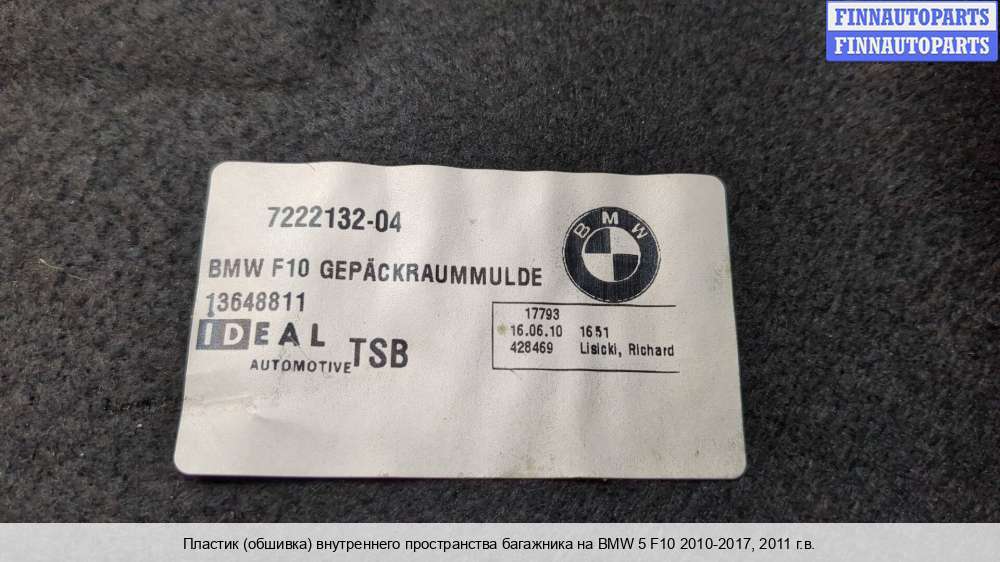 FINNAUTOPARTS
FINNAUTOPARTS
7222132-04
BMW
BMW F10 GEPÄCKRAUMMULDE
13648811
IDEAL
AUTOMOTIVE TSB
17793
16.06.10 1651
428469 Lisicki, Richard
Пластик (обшивка) внутреннего пространства багажника на BMW 5 F10 2010-2017, 2011 г.в.